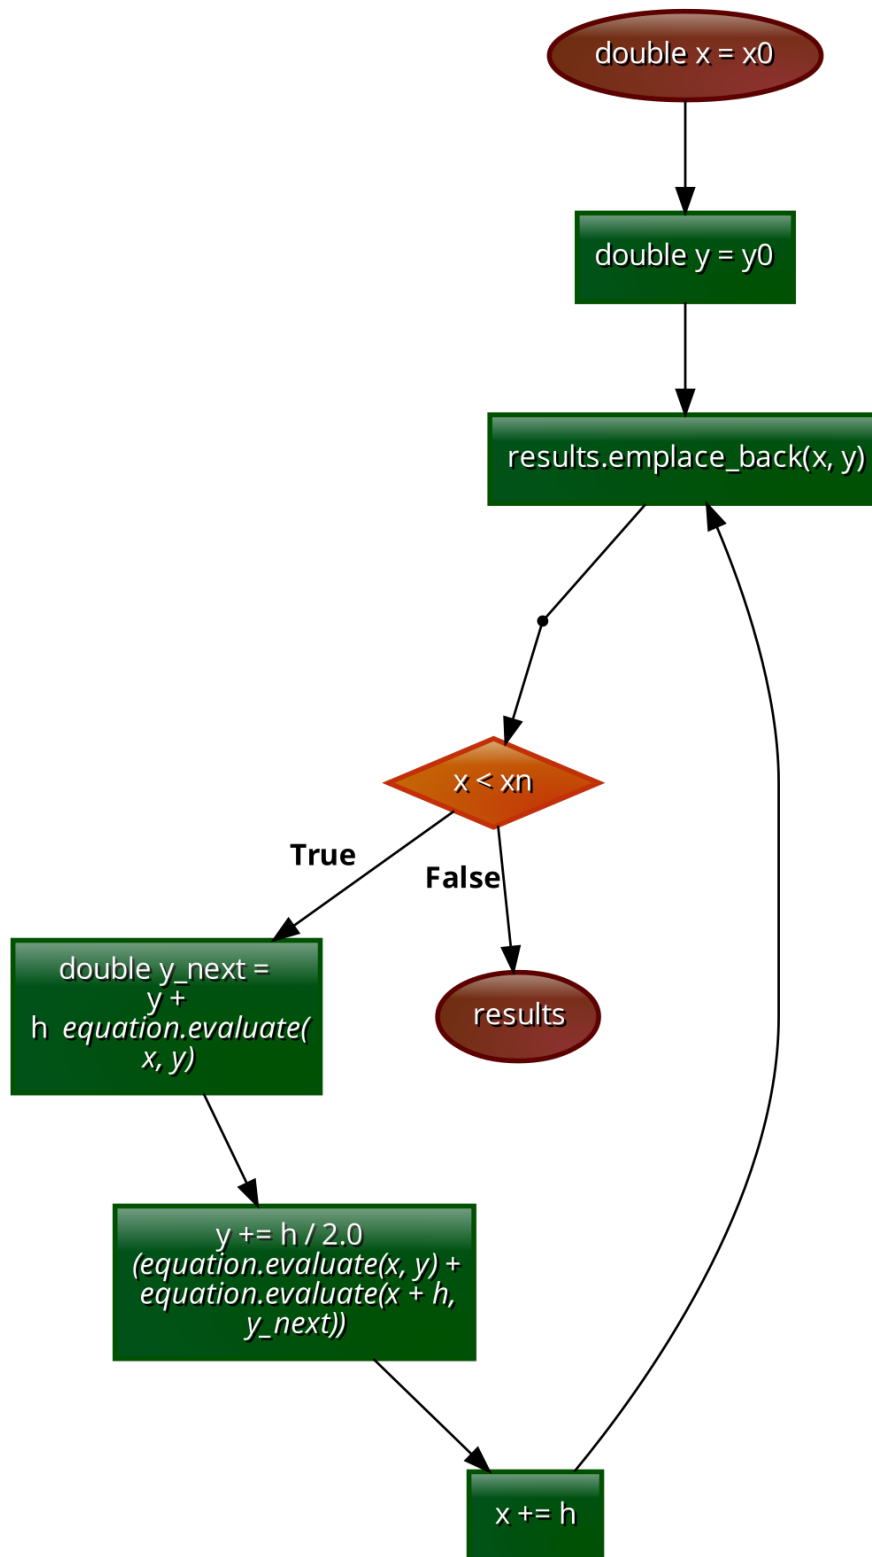 double x = x0
double y = y0
results.emplace_back(x, y)
x < xn
True
False
double y_next =
y +
h equation.evaluate(
x, y)
results
y += h / 2.0
(equation.evaluate(x, y) +
equation.evaluate(x + h,
y_next))
x += h